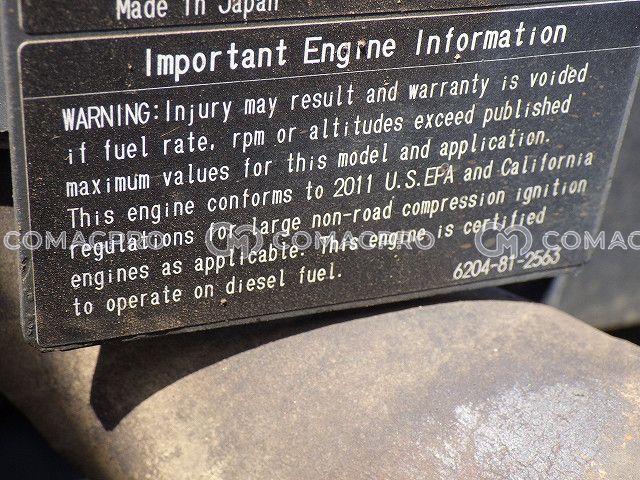 Made in Japan
Important Engine Information
WARNING:Injury may result and warranty is voided
if fuel rate, rpm or altitudes exceed published
maximum values for this model and application.
This engine conforms to 2011 U.S.EPA and California
regulations for large non-road compression ignition
engines as applicable. This engine is certified
to operate on diesel fuel.
6204-81-2563
COMACPRO COMACPRO COMACPRO